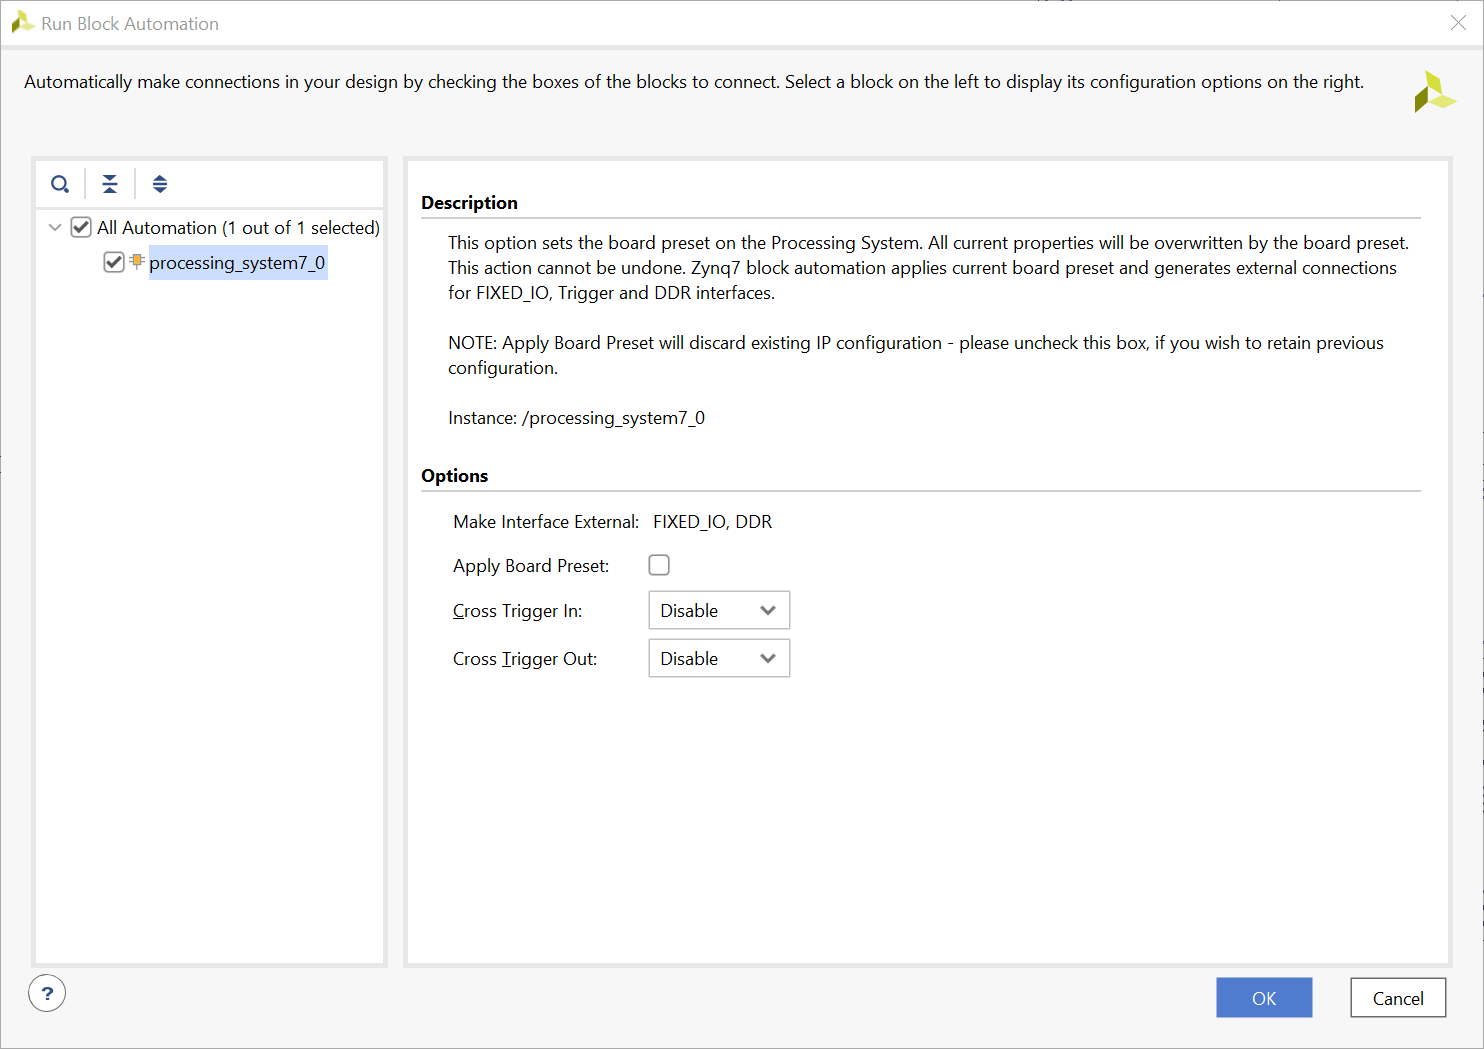 Run Block Automation
Automatically make connections in your design by checking the boxes of the blocks to connect. Select a block on the left to display its configuration options on the right.
All Automation (1 out of 1 selected)
processing_system7_0
Description
This option sets the board preset on the Processing System. All current properties will be overwritten by the board preset.
This action cannot be undone. Zynq7 block automation applies current board preset and generates external connections
for FIXED_IO, Trigger and DDR interfaces.
NOTE: Apply Board Preset will discard existing IP configuration - please uncheck this box, if you wish to retain previous
configuration.
Instance: /processing_system7_0
Options
Make Interface External: FIXED_IO, DDR
Apply Board Preset:
Cross Trigger In: Disable
Cross Trigger Out: Disable
?
OK
Cancel